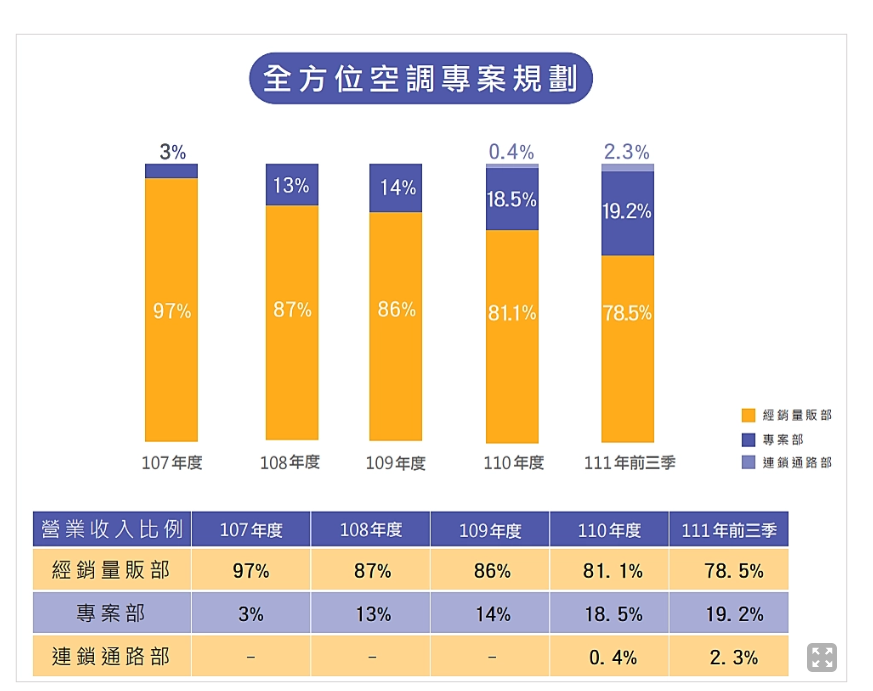 全方位空調專案規劃
3% 0.4% 2.3%
13% 14% 18.5% 19.2%
97% 87% 86% 81.1% 78.5%
經銷量販部
專案部
連鎖通路部
107年度 108年度 109年度 110年度 111年前三季
營業收入比例 107年度 108年度 109年度 110年度 111年前三季
經銷量販部 97% 87% 86% 81.1% 78.5%
專案部 3% 13% 14% 18.5% 19.2%
連鎖通路部 - - - 0.4% 2.3%